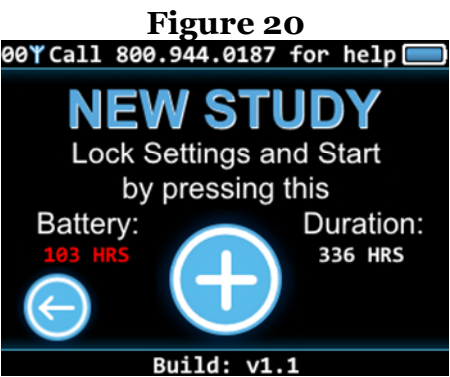 Figure 20
00 Call 800.944.0187 for help
NEW STUDY
Lock Settings and Start
by pressing this
Battery: Duration:
103 HRS 336 HRS
Build: v1.1